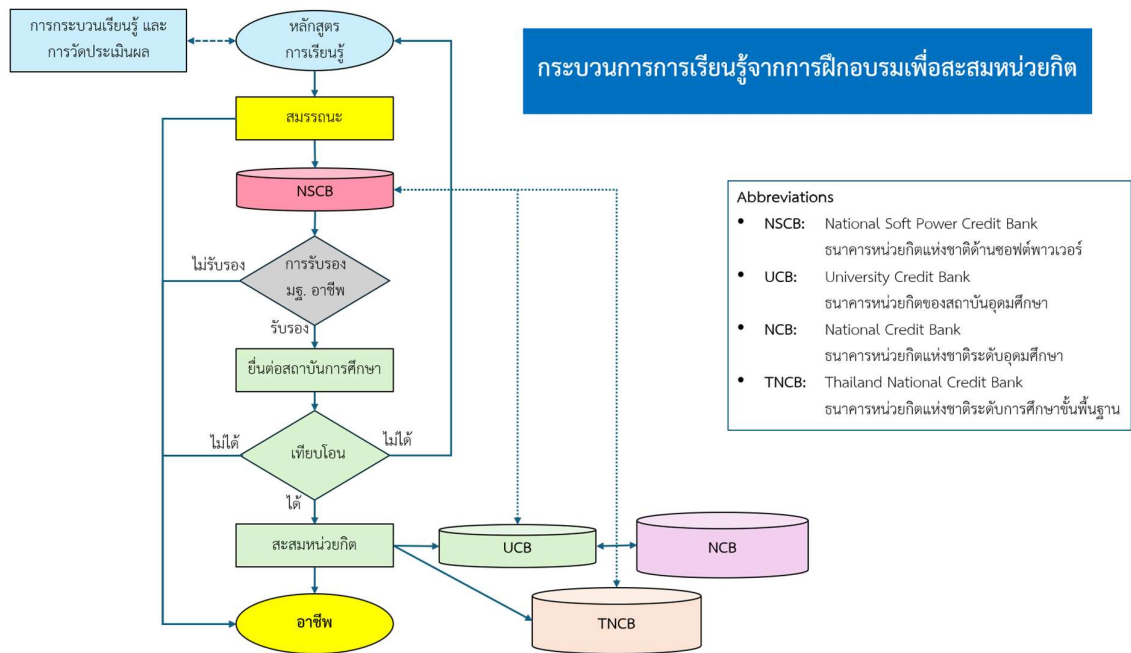 การกระบวนเรียนรู้ และ
การวัดประเมินผล
หลักสูตร
การเรียนรู้
กระบวนการการเรียนรู้จากการฝึกอบรมเพื่อสะสมหน่วยกิต
สมรรถนะ
NSCB
Abbreviations
• NSCB: National Soft Power Credit Bank
ธนาคารหน่วยกิตแห่งชาติด้านซอฟต์พาวเวอร์
• UCB: University Credit Bank
ธนาคารหน่วยกิตของสถาบันอุดมศึกษา
• NCB: National Credit Bank
ธนาคารหน่วยกิตแห่งชาติระดับอุดมศึกษา
• TNCB: Thailand National Credit Bank
ธนาคารหน่วยกิตแห่งชาติระดับการศึกษาขั้นพื้นฐาน
ไม่รับรอง
การรับรอง
มฐ. อาชีพ
รับรอง
ยื่นต่อสถาบันการศึกษา
ไม่ได้
เทียบโอน
ไม่ได้
ได้
สะสมหน่วยกิต
UCB
NCB
อาชีพ
TNCB